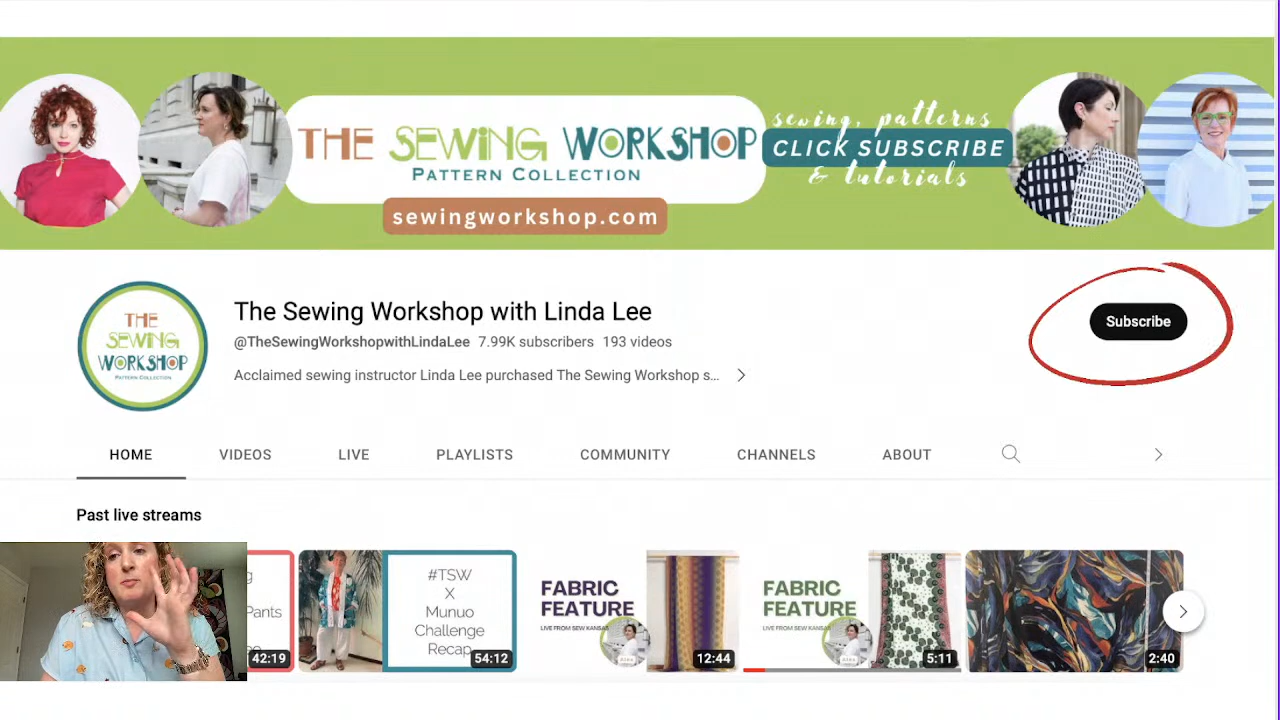 THE SEWING WORKSHOP
PATTERN COLLECTION
sewingworkshop.com
sewing, patterns
CLICK SUBSCRIBE
& tutorials
THE
SEWING
WORKSHOP
PATTERN COLLECTION
The Sewing Workshop with Linda Lee
@TheSewingWorkshopwithLindaLee 7.99K subscribers 193 videos
Acclaimed sewing instructor Linda Lee purchased The Sewing Workshop s...
Subscribe
HOME VIDEOS LIVE PLAYLISTS COMMUNITY CHANNELS ABOUT
Past live streams
Pants
42:19
#TSW
X
Munuo
Challenge
Recap
54:12
FABRIC
FEATURE
LIVE FROM SEW KANSAS
12:44
FABRIC
FEATURE
LIVE FROM SEW KANSAS
5:11
2:40